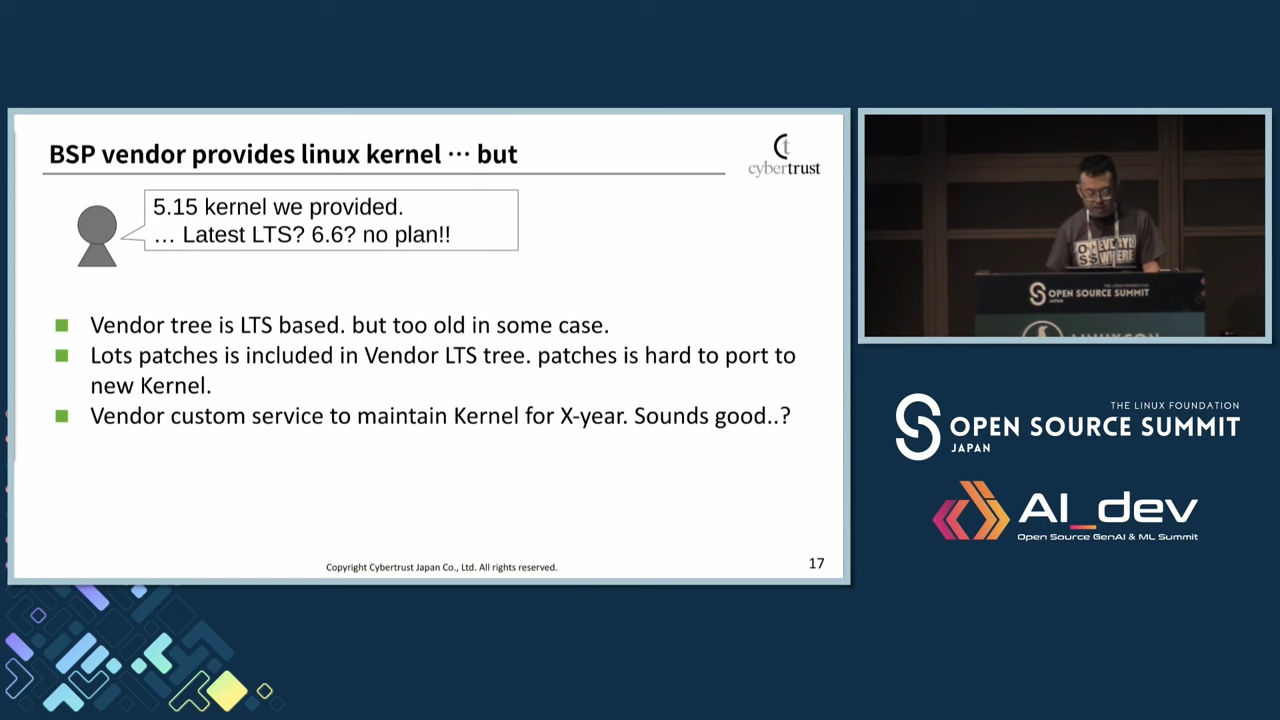 BSP vendor provides linux kernel ··· but
cybertrust
5.15 kernel we provided.
… Latest LTS? 6.6? no plan!!
Vendor tree is LTS based. but too old in some case.
Lots patches is included in Vendor LTS tree. patches is hard to port to
new Kernel.
Vendor custom service to maintain Kernel for X-year. Sounds good..?
Copyright Cybertrust Japan Co., Ltd. All rights reserved.
17
OPEN SOURCE SUMMIT
JAPAN
LINUXCON
THE LINUX FOUNDATION
OPEN SOURCE SUMMIT
JAPAN
AI_dev
Open Source GenAI & ML Summit